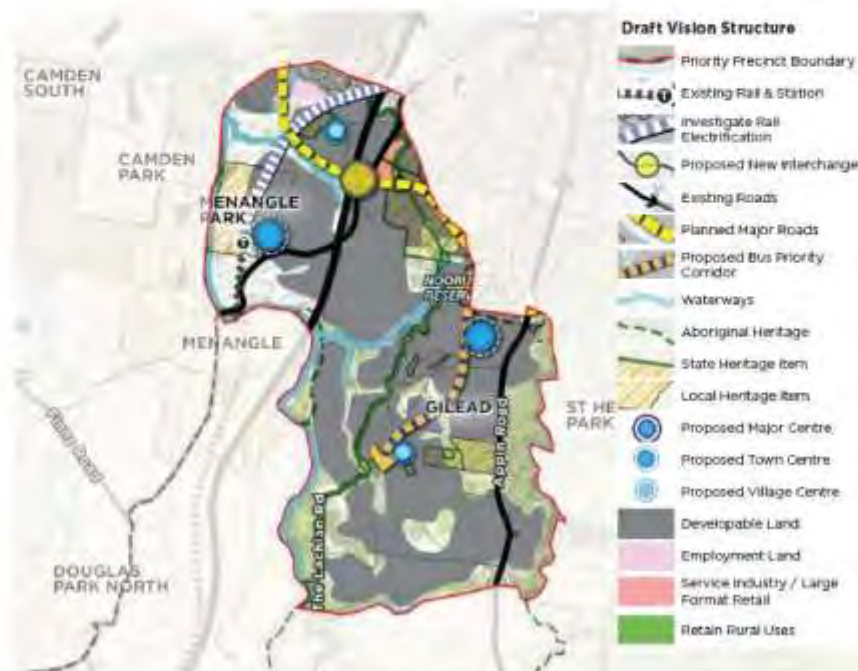 Draft Vision Structure
Priority Precinct Boundary
Existing Rail & Station
Investigate Rail
Electrification
Proposed New Interchange
Existing Roads
Planned Major Roads
Proposed Bus Priority
Corridor
Waterways
Aboriginal Heritage
State Heritage Item
Local Heritage Item
Proposed Major Centre
Proposed Town Centre
Proposed Village Centre
Developable Land
Employment Land
Service Industry / Large
Format Retail
Retain Rural Uses
CAMDEN
SOUTH
CAMDEN
PARK
MENANGLE
PARK
T
MENANGLE
GILEAD
ST HE
PARK
Appin Road
The Lachlan Rd
DOUGLAS
PARK NORTH